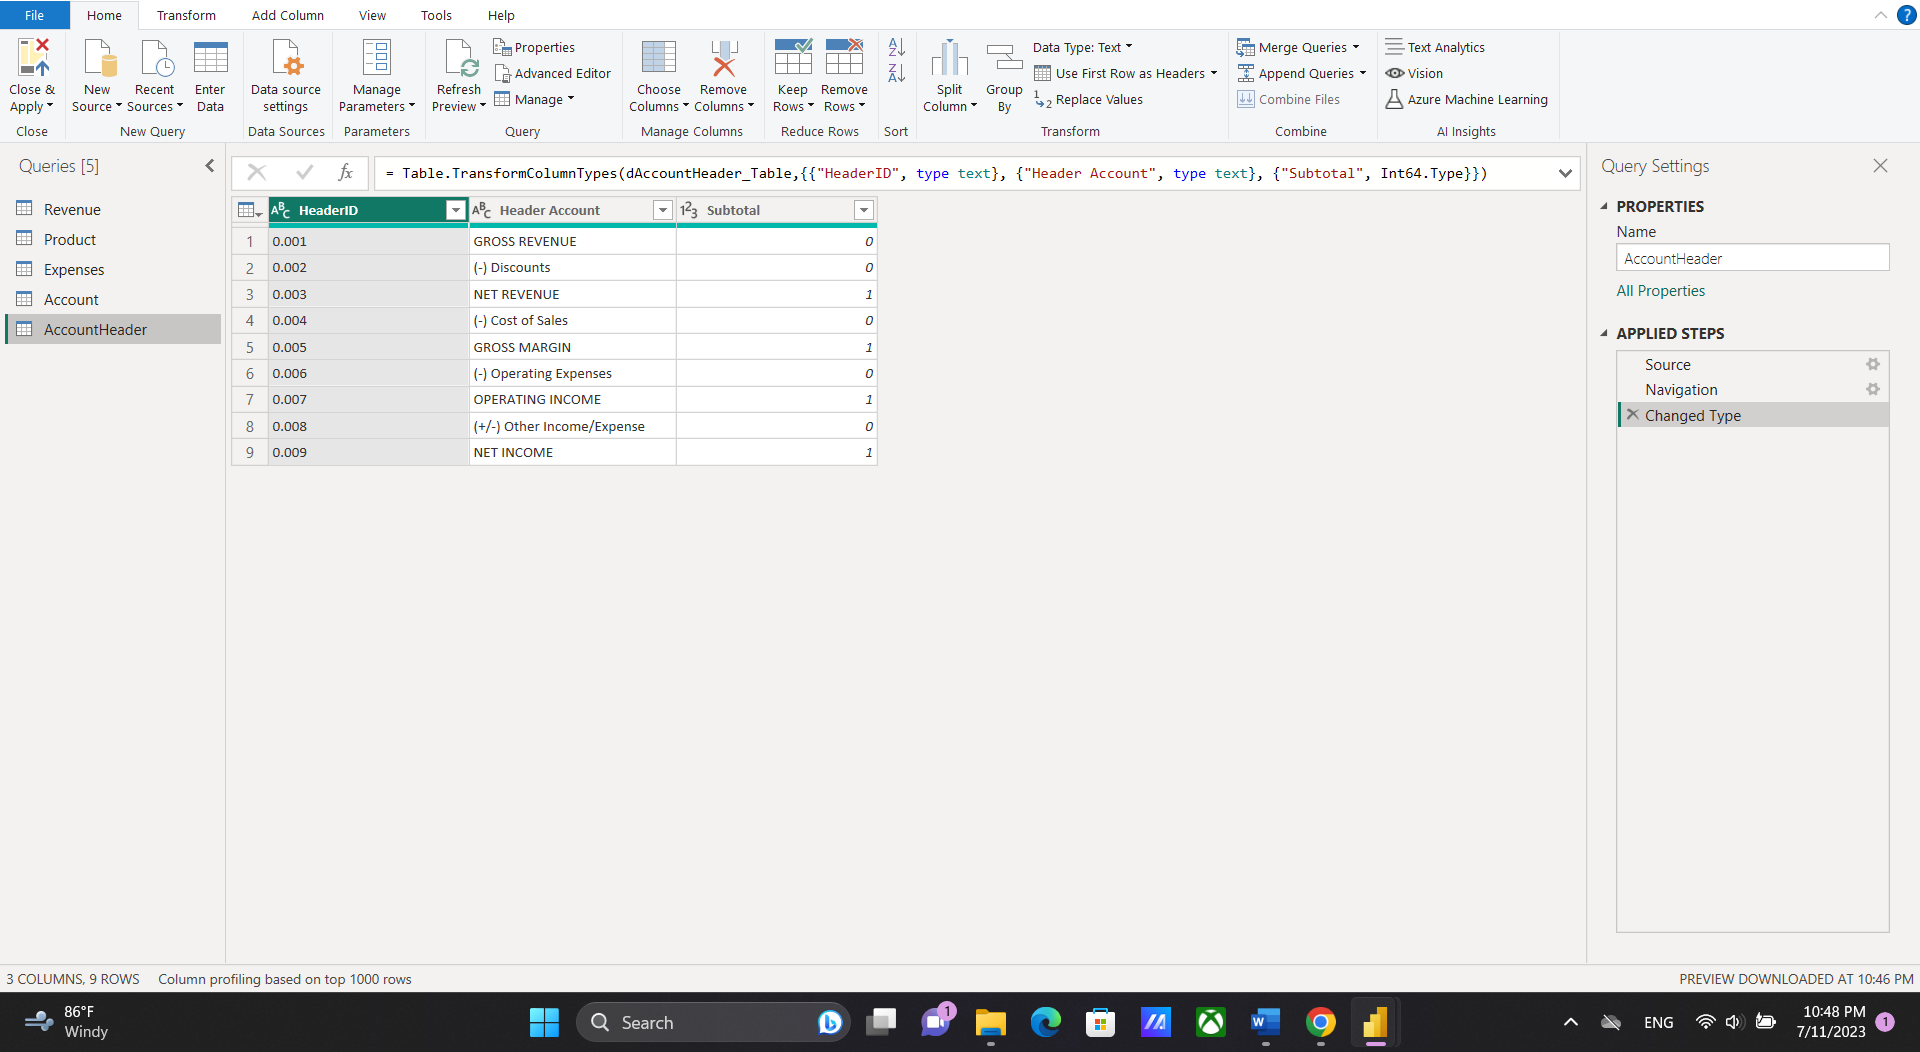 File Home Transform Add Column View Tools Help ?
Close & Apply
New Source
Recent Sources
Enter Data
Data source settings
Manage Parameters
Refresh Preview
Properties
Advanced Editor
Manage
Choose Columns
Remove Columns
Keep Rows
Remove Rows
A Z
Z A
Split Column
Group By
Data Type: Text
Use First Row as Headers
1 2 Replace Values
Merge Queries
Append Queries
Combine Files
Text Analytics
Vision
Azure Machine Learning
Close New Query Data Sources Parameters Query Manage Columns Reduce Rows Sort Transform Combine AI Insights
Queries [5]
Revenue
Product
Expenses
Account
AccountHeader
fx = Table.TransformColumnTypes(dAccountHeader_Table,{{"HeaderID", type text}, {"Header Account", type text}, {"Subtotal", Int64.Type}})
ABC HeaderID ABC Header Account 123 Subtotal
1 0.001 GROSS REVENUE 0
2 0.002 (-) Discounts 0
3 0.003 NET REVENUE 1
4 0.004 (-) Cost of Sales 0
5 0.005 GROSS MARGIN 1
6 0.006 (-) Operating Expenses 0
7 0.007 OPERATING INCOME 1
8 0.008 (+/-) Other Income/Expense 0
9 0.009 NET INCOME 1
Query Settings
PROPERTIES
Name
AccountHeader
All Properties
APPLIED STEPS
Source
Navigation
Changed Type
3 COLUMNS, 9 ROWS Column profiling based on top 1000 rows PREVIEW DOWNLOADED AT 10:46 PM
86°F
Windy
Search
1
W
ENG
10:48 PM
7/11/2023
1